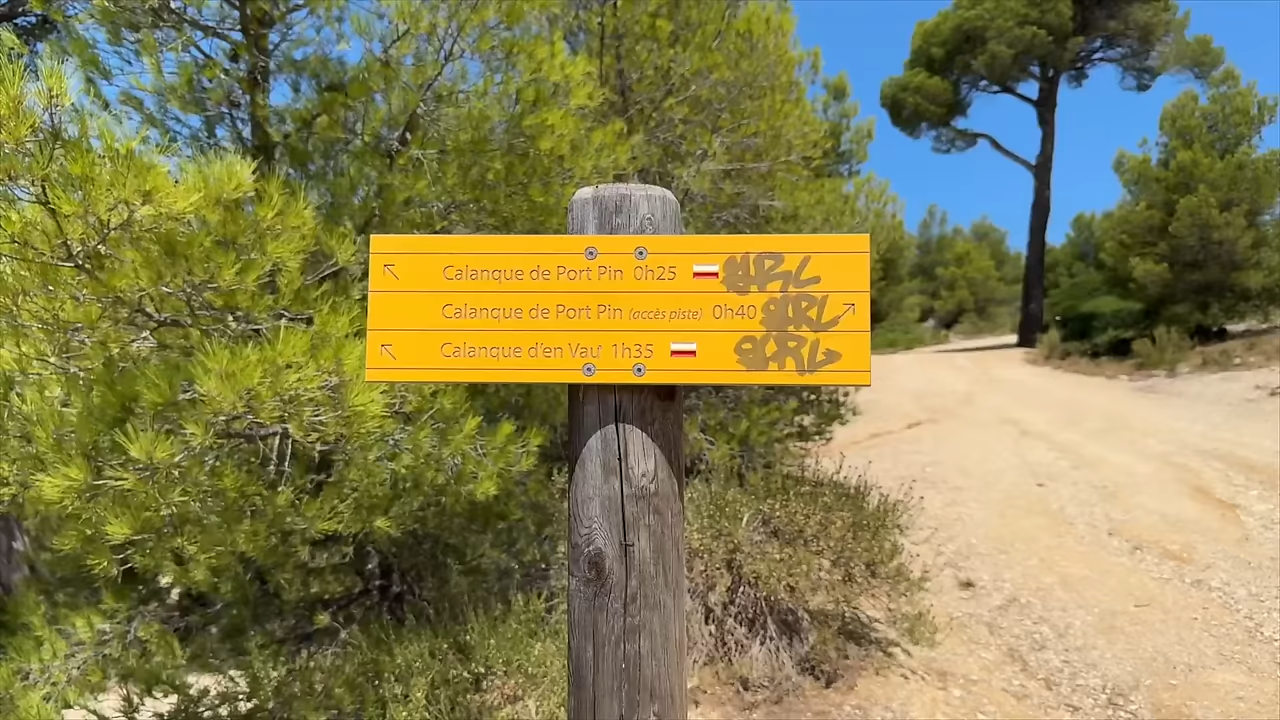 Calanque de Port Pin 0h25
Calanque de Port Pin (accès piste) 0h40
Calanque d'en Vau 1h35